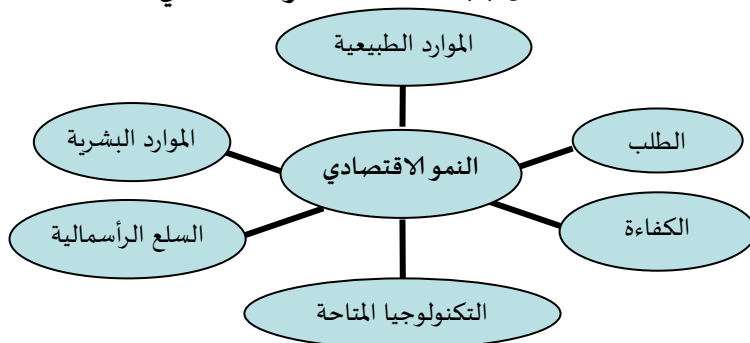 الموارد الطبيعية
الطلب
الموارد البشرية
النمو الاقتصادي
الكفاءة
السلع الرأسمالية
التكنولوجيا المتاحة